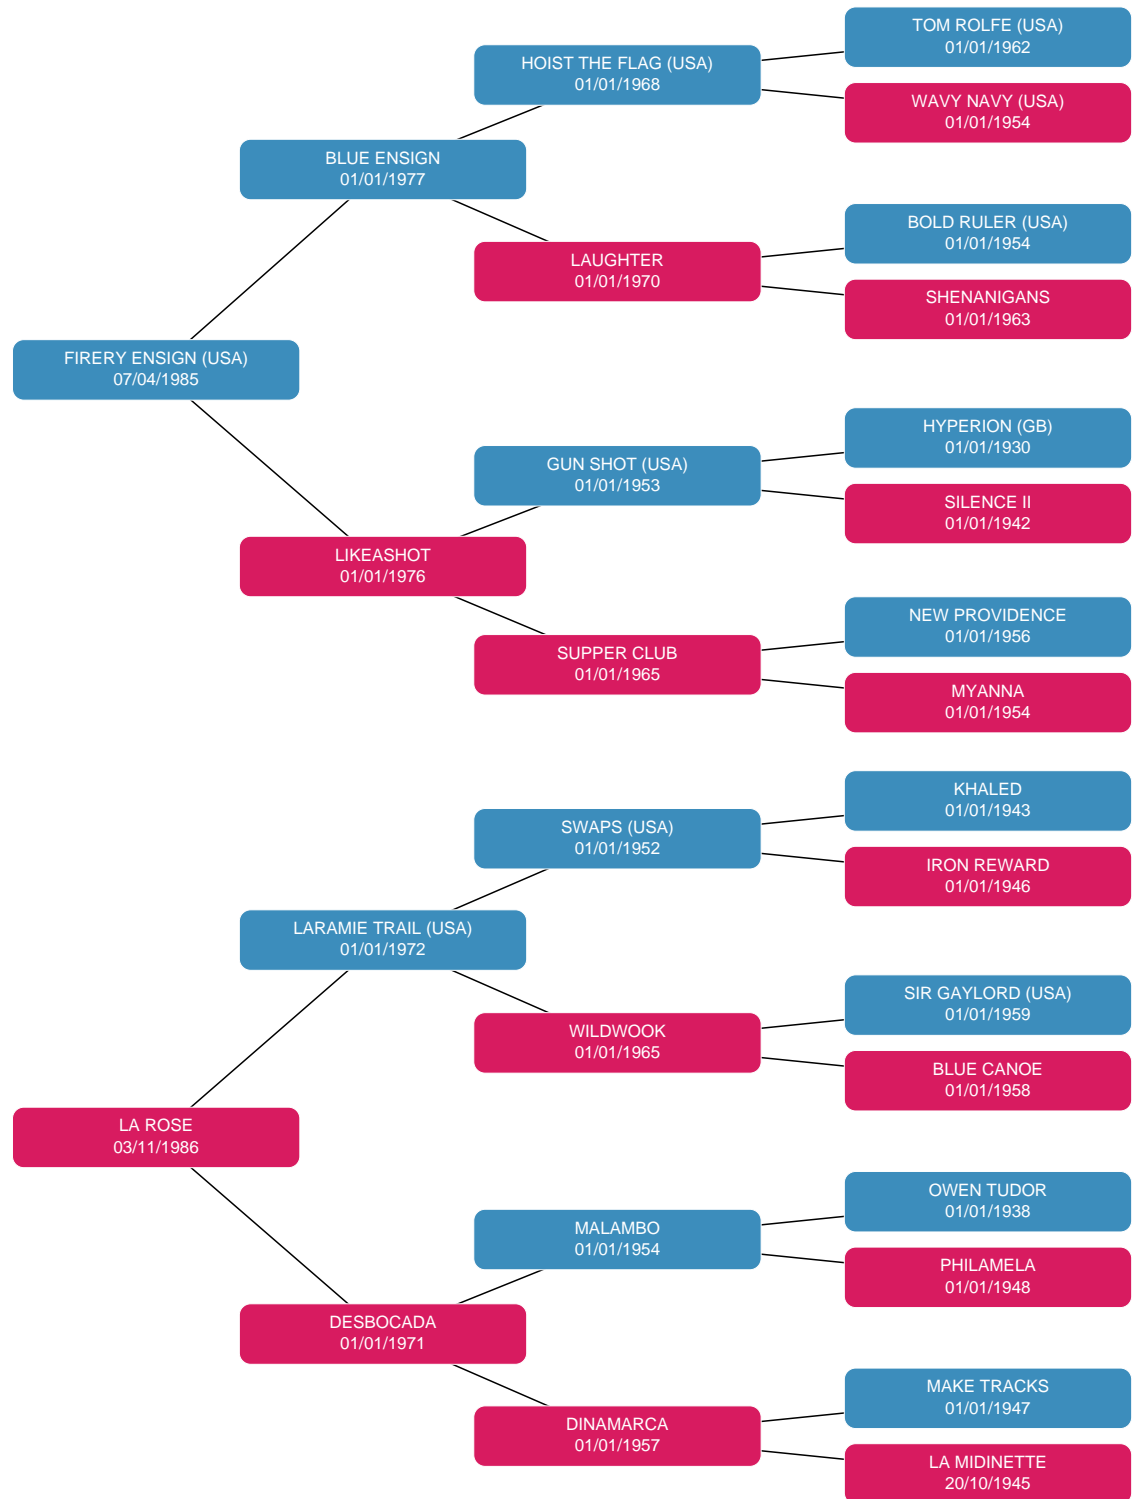 TOM ROLFE (USA)
01/01/1962
HOIST THE FLAG (USA)
01/01/1968
WAVY NAVY (USA)
01/01/1954
BLUE ENSIGN
01/01/1977
BOLD RULER (USA)
01/01/1954
LAUGHTER
01/01/1970
SHENANIGANS
01/01/1963
FIRERY ENSIGN (USA)
07/04/1985
HYPERION (GB)
01/01/1930
GUN SHOT (USA)
01/01/1953
SILENCE II
01/01/1942
LIKEASHOT
01/01/1976
NEW PROVIDENCE
01/01/1956
SUPPER CLUB
01/01/1965
MYANNA
01/01/1954
KHALED
01/01/1943
SWAPS (USA)
01/01/1952
IRON REWARD
01/01/1946
LARAMIE TRAIL (USA)
01/01/1972
SIR GAYLORD (USA)
01/01/1959
WILDWOOK
01/01/1965
BLUE CANOE
01/01/1958
LA ROSE
03/11/1986
OWEN TUDOR
01/01/1938
MALAMBO
01/01/1954
PHILAMELA
01/01/1948
DESBOCADA
01/01/1971
MAKE TRACKS
01/01/1947
DINAMARCA
01/01/1957
LA MIDINETTE
20/10/1945